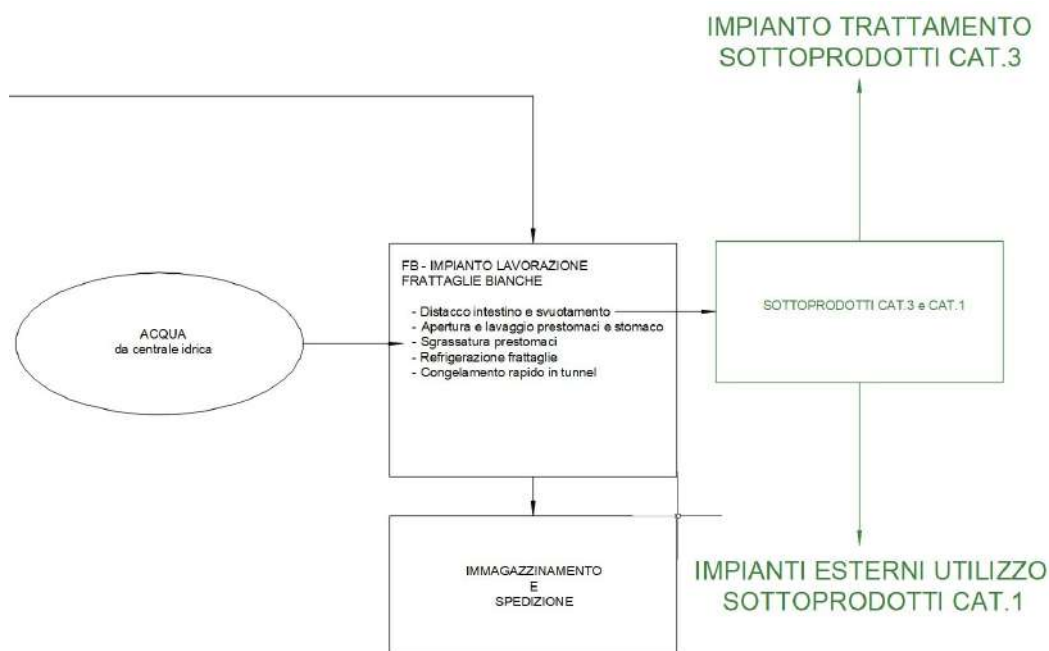 IMPIANTO TRATTAMENTO
SOTTOPRODOTTI CAT.3
FB - IMPIANTO LAVORAZIONE
FRATTAGLIE BIANCHE
- Distacco intestino e svuotamento
- Apertura e lavaggio prestomaci e stomaco
- Sgrassatura prestomaci
- Refrigerazione frattaglie
- Congelamento rapido in tunnel
SOTTOPRODOTTI CAT.3 e CAT.1
ACQUA
da centrale idrica
IMMAGAZZINAMENTO
E
SPEDIZIONE
IMPIANTI ESTERNI UTILIZZO
SOTTOPRODOTTI CAT.1